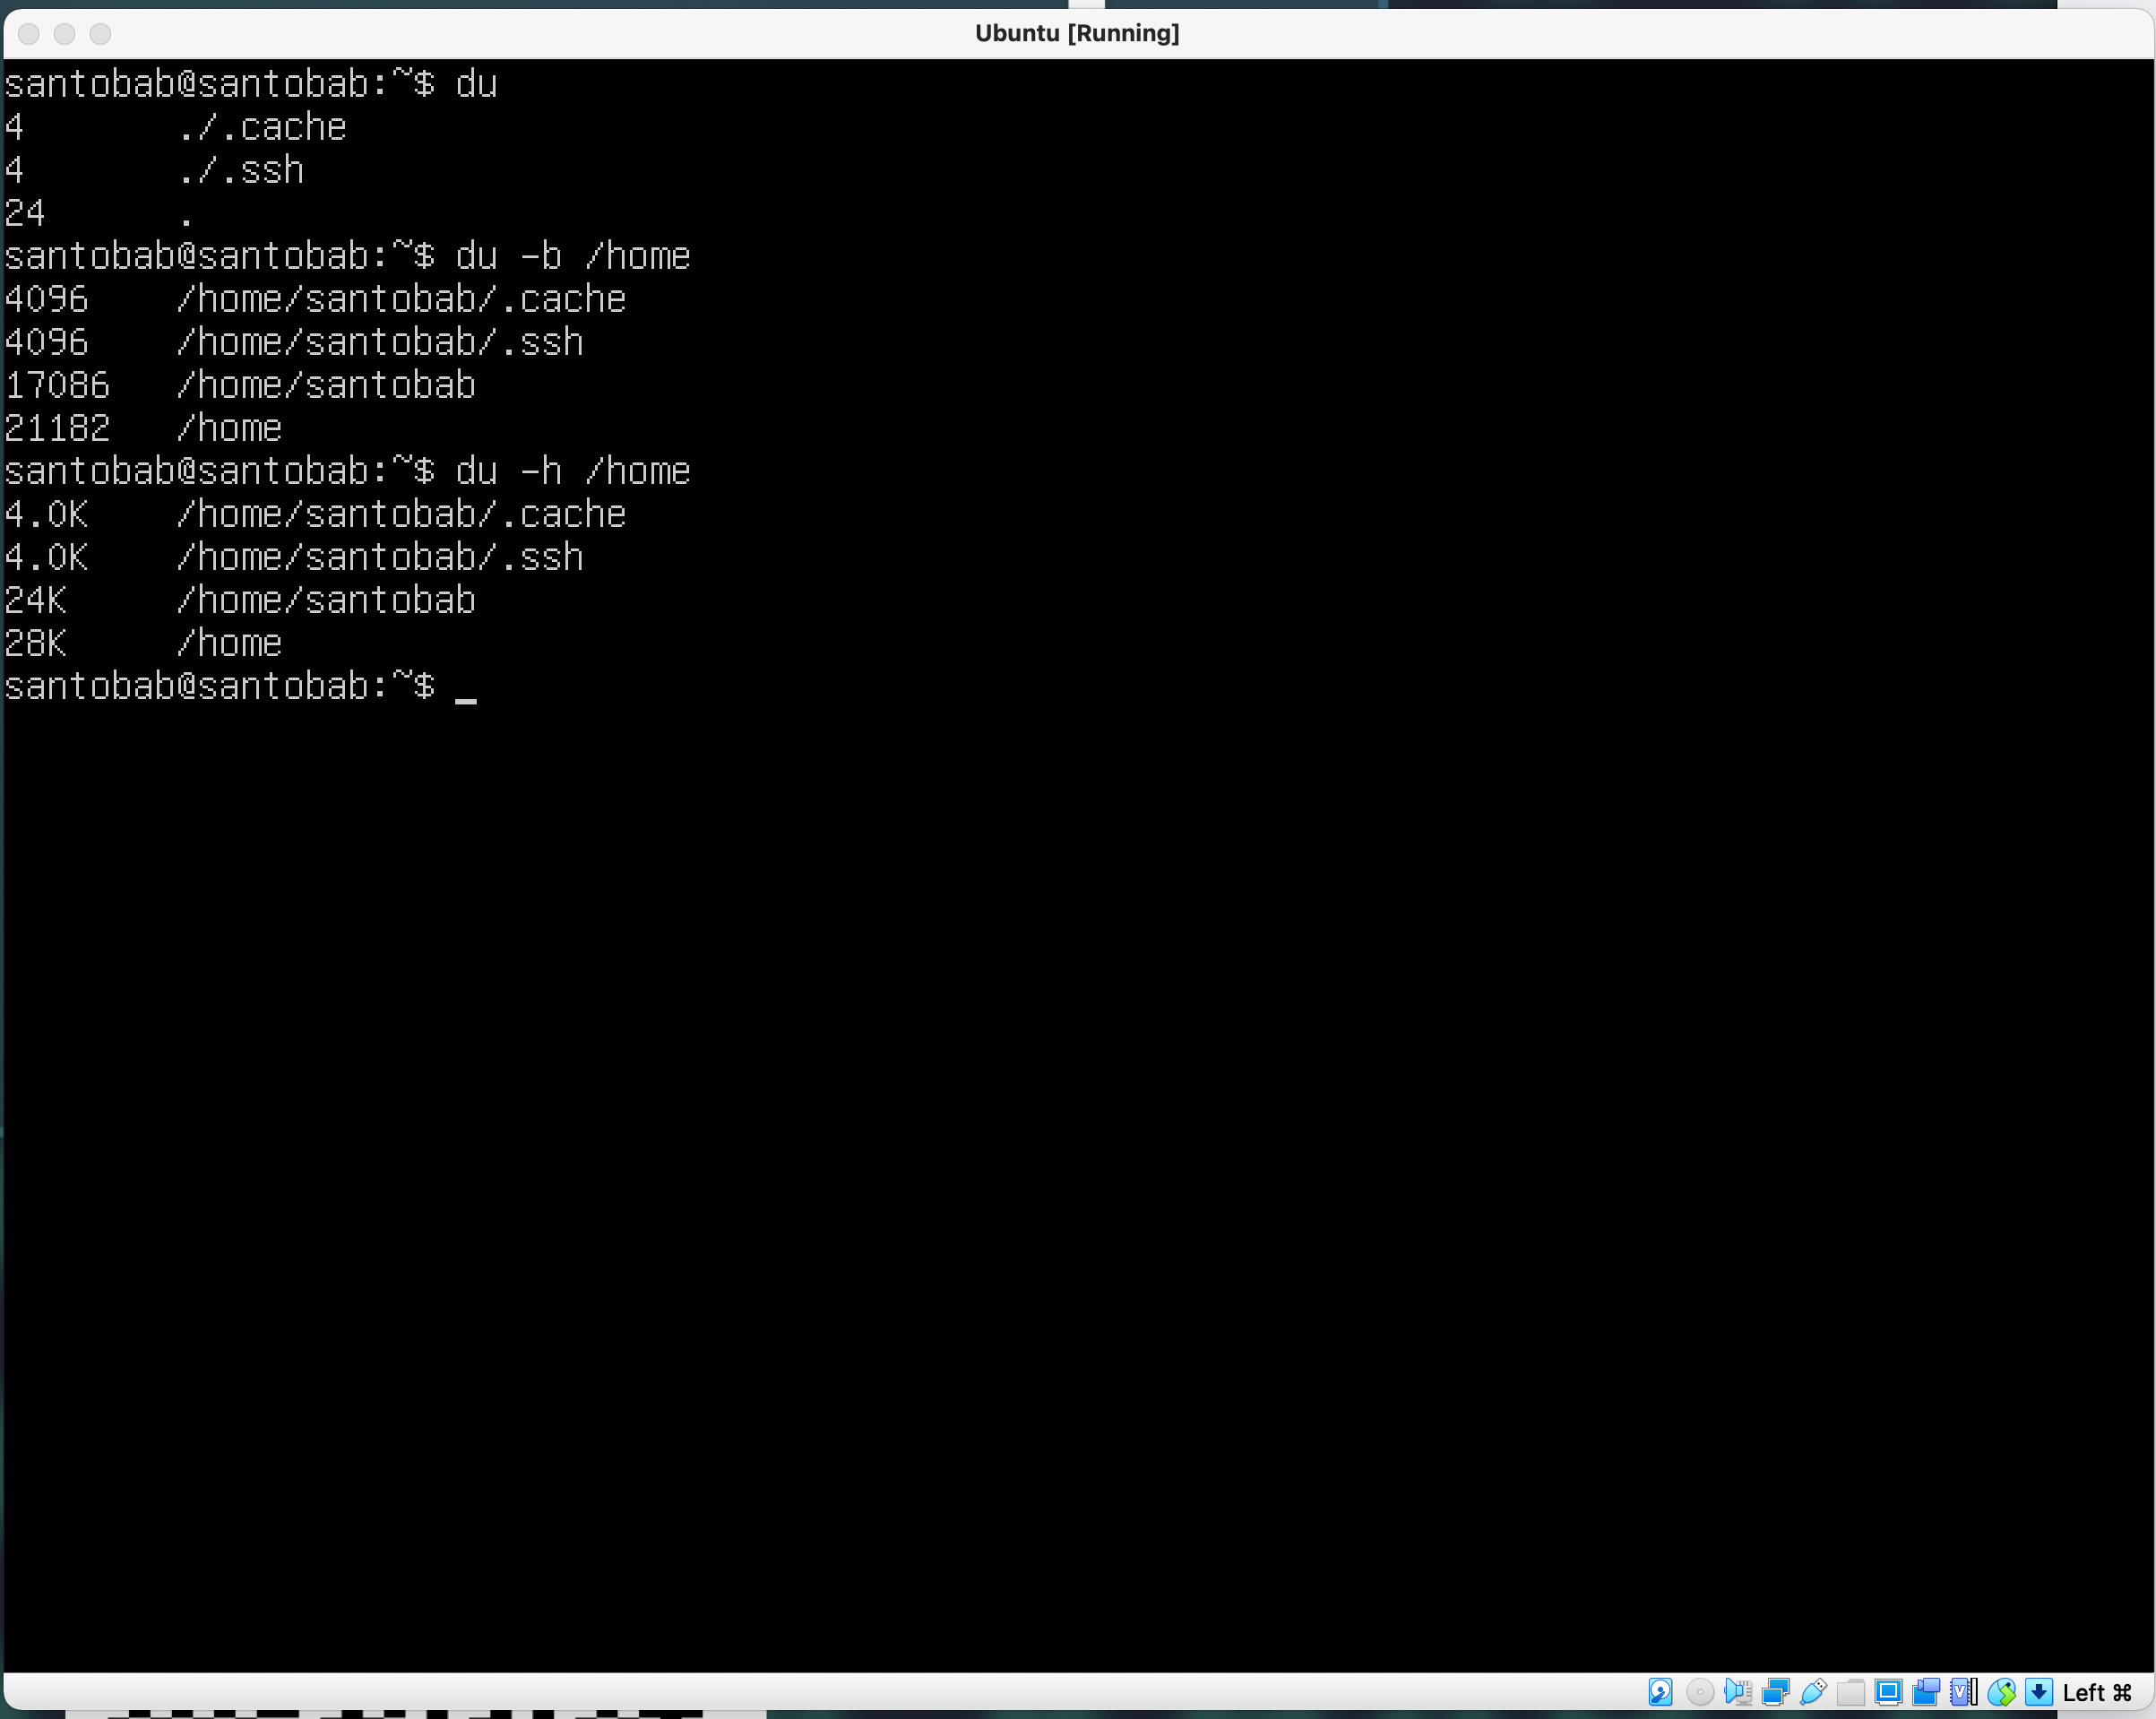 Ubuntu [Running]
santobab@santobab:~$ du
4       ./.cache
4       ./.ssh
24      .
santobab@santobab:~$ du -b /home
4096    /home/santobab/.cache
4096    /home/santobab/.ssh
17086   /home/santobab
21182   /home
santobab@santobab:~$ du -h /home
4.0K    /home/santobab/.cache
4.0K    /home/santobab/.ssh
24K     /home/santobab
28K     /home
santobab@santobab:~$ _
Left ⌘